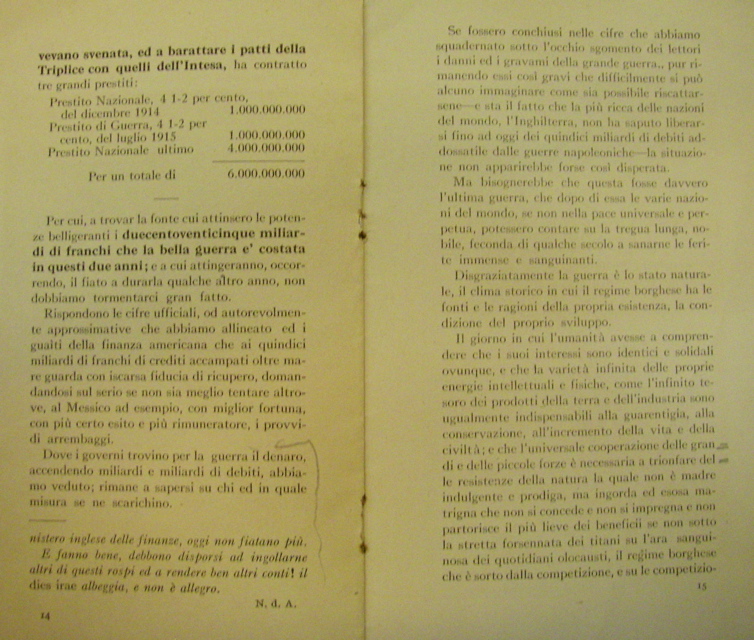 vevano svenata, ed a barattare i patti della
Triplice con quelli dell'Intesa, ha contratto
tre grandi prestiti:
Prestito Nazionale, 4 1-2 per cento,
del dicembre 1914 1.000.000.000
Prestito di Guerra, 4 1-2 per
cento, del luglio 1915 1.000.000.000
Prestito Nazionale ultimo 4.000.000.000
Per un totale di 6.000.000.000
Per cui, a trovar la fonte cui attinsero le poten-
ze belligeranti i duecentoventicinque miliar-
di di franchi che la bella guerra e' costata
in questi due anni; e a cui attingeranno, occor-
rendo, il fiato a durarla qualche altro anno, non
dobbiamo tormentarci gran fatto.
Rispondono le cifre ufficiali, od autorevolmen-
te approssimative che abbiamo allineato ed i
guaiti della finanza americana che ai quindici
miliardi di franchi di crediti accampati oltre ma-
re guarda con iscarsa fiducia di ricupero, doman-
dandosi sul serio se non sia meglio tentare altro-
ve, al Messico ad esempio, con miglior fortuna,
con più certo esito e più rimuneratore, i provvi-
di arrembaggi.
Dove i governi trovino per la guerra il denaro,
accendendo miliardi e miliardi di debiti, abbia-
mo veduto; rimane a sapersi su chi ed in quale
misura se ne scarichino.
nistero inglese delle finanze, oggi non fiatano più.
E fanno bene, debbono disporsi ad ingollarne
altri di questi rospi ed a rendere ben altri conti! il
dies irae albeggia, e non è allegro.
N. d. A.
14
Se fossero conchiusi nelle cifre che abbiamo
squadernato sotto l'occhio sgomento dei lettori
i danni ed i gravami della grande guerra,, pur ri-
manendo essi così gravi che difficilmente si può
alcuno immaginare come sia possibile riscattar-
sene—e sta il fatto che la più ricca delle nazioni
del mondo, l'Inghilterra, non ha saputo liberar-
si fino ad oggi dei quindici miliardi di debiti ad-
dossatile dalle guerre napoleoniche—la situazio-
ne non apparirebbe forse così disperata.
Ma bisognerebbe che questa fosse davvero
l'ultima guerra, che dopo di essa le varie nazio-
ni del mondo, se non nella pace universale e per-
petua, potessero contare su la tregua lunga, no-
bile, feconda di qualche secolo a sanarne le feri-
te immense e sanguinanti.
Disgraziatamente la guerra è lo stato natura-
le, il clima storico in cui il regime borghese ha le
fonti e le ragioni della propria esistenza, la con-
dizione del proprio sviluppo.
Il giorno in cui l'umanità avesse a compren-
dere che i suoi interessi sono identici e solidali
ovunque, e che la varietà infinita delle proprie
energie intellettuali e fisiche, come l'infinito te-
soro dei prodotti della terra e dell'industria sono
ugualmente indispensabili alla guarentigia, alla
conservazione, all'incremento della vita e della
civiltà; e che l'universale cooperazione delle gran
di e delle piccole forze è necessaria a trionfare del
le resistenze della natura la quale non è madre
indulgente e prodiga, ma ingorda ed esosa ma-
trigna che non si concede e non si impregna e non
partorisce il più lieve dei benefici se non sotto
la stretta forsennata dei titani su l'ara sangui-
nosa dei quotidiani olocausti, il regime borghese
che è sorto dalla competizione, e su le competizio-
15